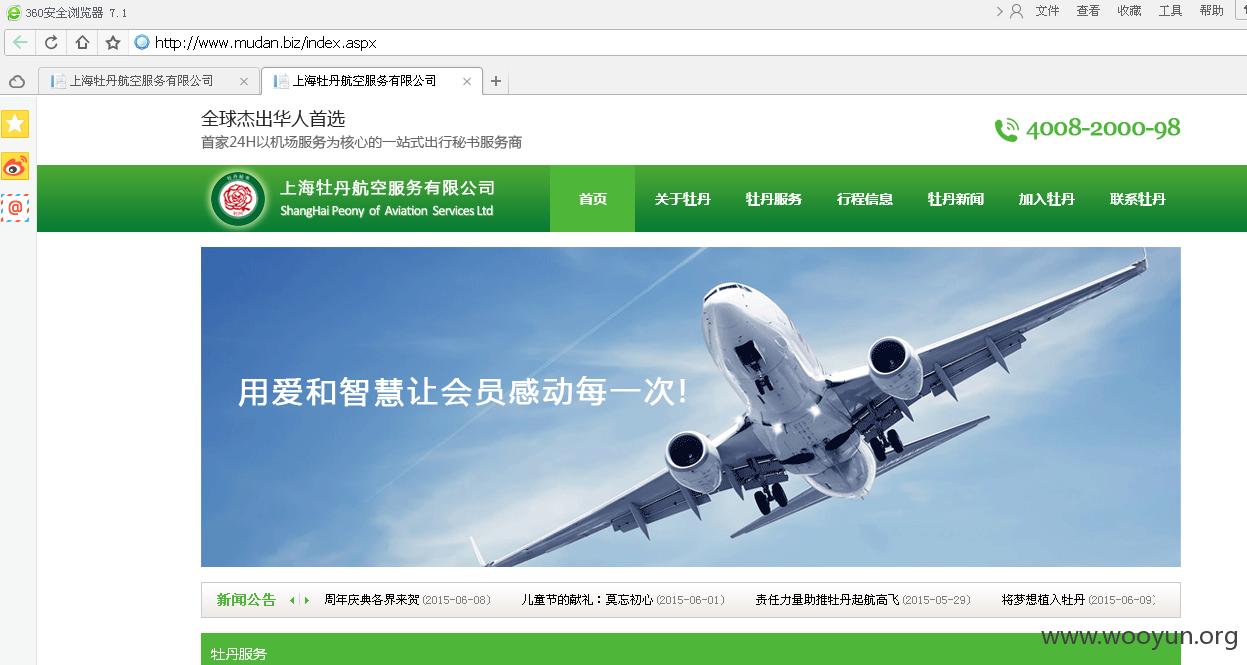 360安全浏览器 7.1
文件 查看 收藏 工具 帮助
http://www.mudan.biz/index.aspx
上海牡丹航空服务有限公司 上海牡丹航空服务有限公司
全球杰出华人首选
首家24H以机场服务为核心的一站式出行秘书服务商
4008-2000-98
上海牡丹航空服务有限公司
ShangHai Peony of Aviation Services Ltd
首页 关于牡丹 牡丹服务 行程信息 牡丹新闻 加入牡丹 联系牡丹
用爱和智慧让会员感动每一次!
新闻公告 周年庆典各界来贺 (2015-06-08) 儿童节的献礼：莫忘初心 (2015-06-01) 责任力量助推牡丹起航高飞 (2015-05-29) 将梦想植入牡丹 (2015-06-09)
www.wooyun.org
牡丹服务